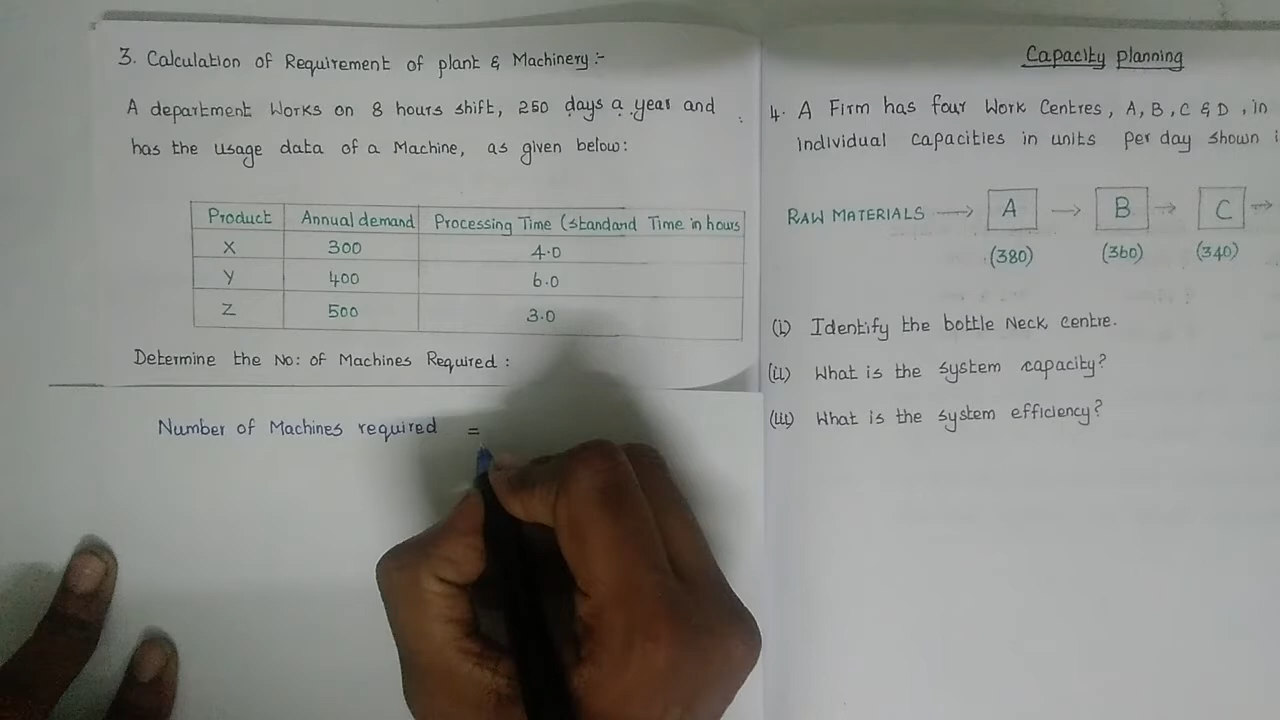 3. Calculation of Requirement of plant & Machinery :-
A department Works on 8 hours shift, 250 days a year and
has the usage data of a Machine, as given below:
Product Annual demand Processing Time (standard Time in hours
X 300 4.0
Y 400 6.0
Z 500 3.0
Determine the No: of Machines Required :
Number of Machines required =
Capacity planning
4. A Firm has four Work Centres, A, B, C & D, in
individual capacities in units per day shown
RAW MATERIALS → A → B → C →
(380) (360) (340)
(i) Identify the bottle Neck centre.
(ii) What is the system capacity?
(iii) What is the system efficiency?